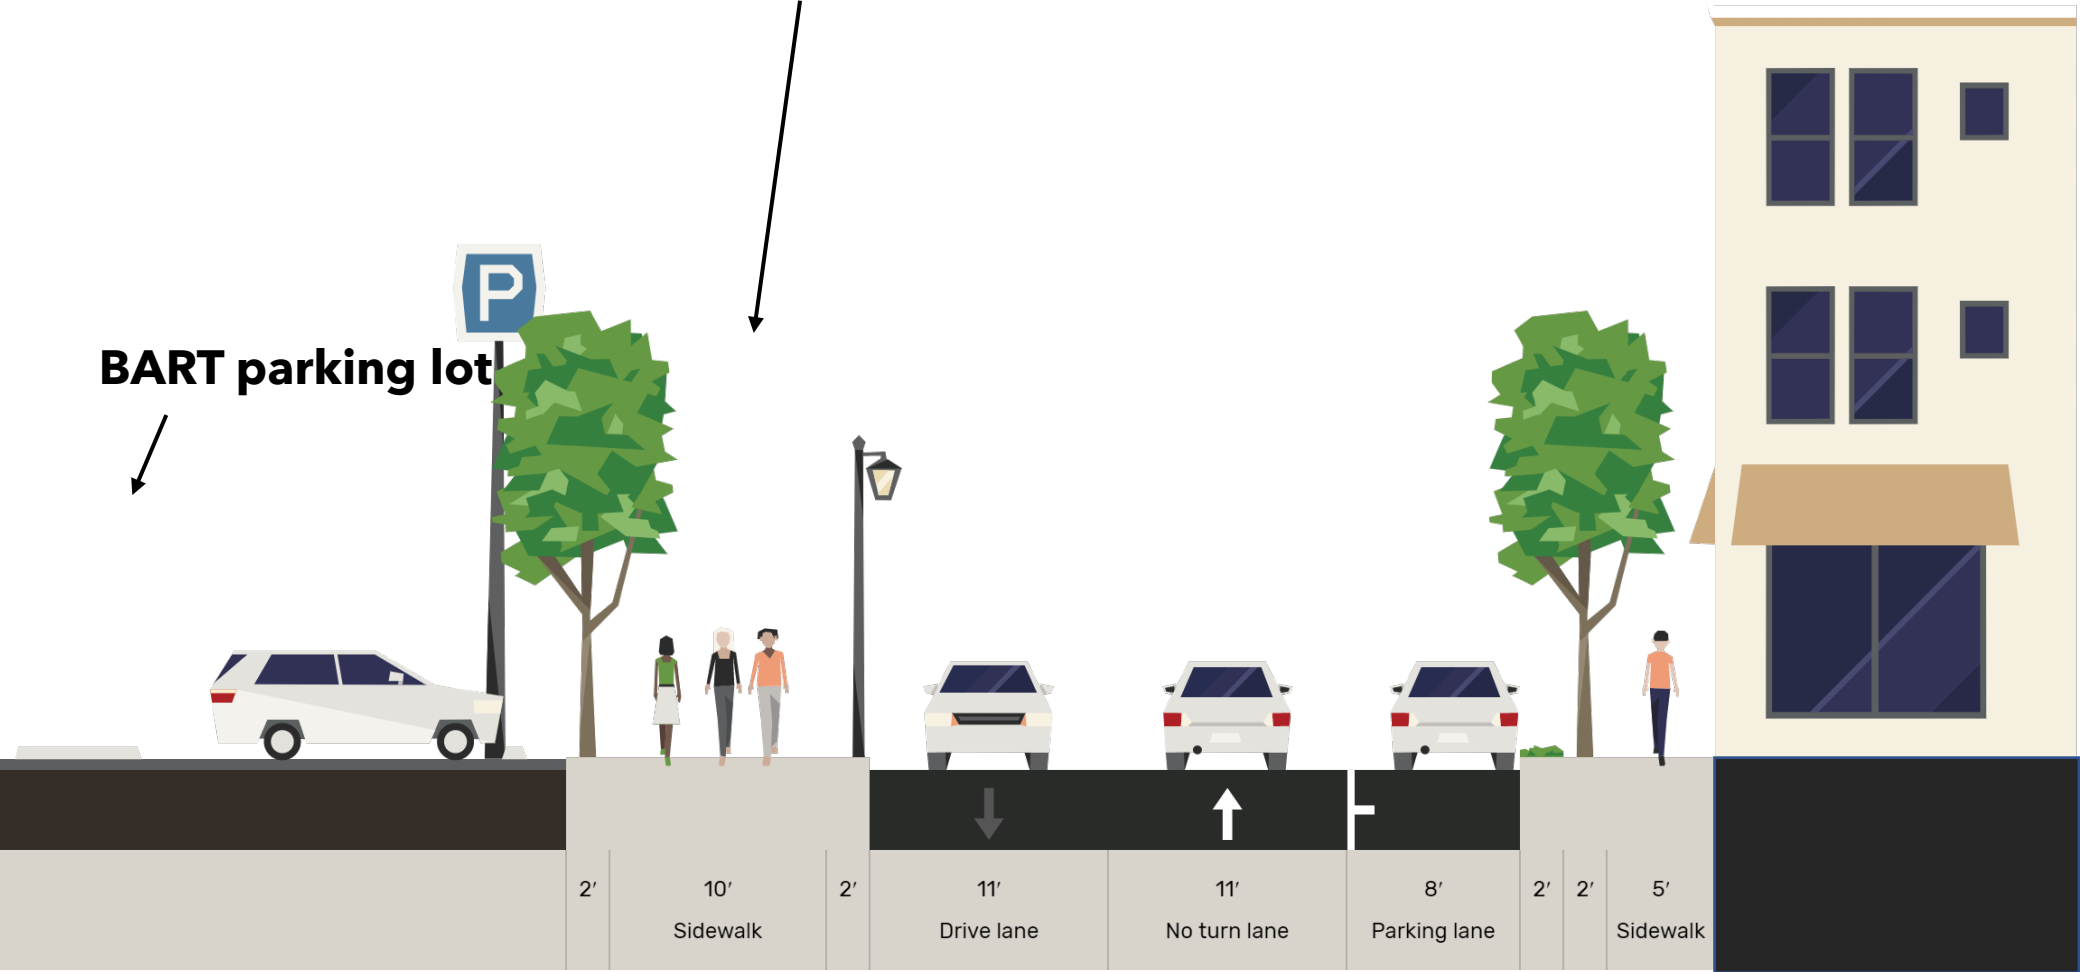 P
BART parking lot
2′ 10′ 2′ 11′ 11′ 8′ 2′ 2′ 5′
Sidewalk Drive lane No turn lane Parking lane Sidewalk